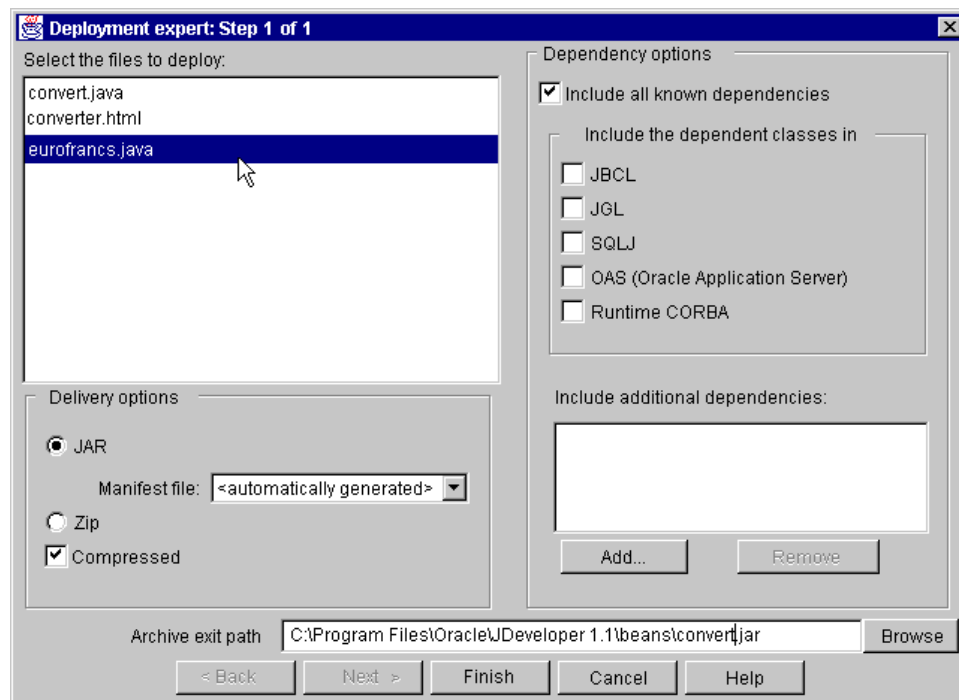 Deployment expert: Step 1 of 1
Select the files to deploy:
convert.java
converter.html
eurofrancs.java
Dependency options
Include all known dependencies
Include the dependent classes in
JBCL
JGL
SQLJ
OAS (Oracle Application Server)
Runtime CORBA
Delivery options
JAR
Manifest file: <automatically generated>
Zip
Compressed
Include additional dependencies:
Add... Remove
Archive exit path C:\Program Files\Oracle\JDeveloper 1.1\beans\convert.jar Browse
< Back Next > Finish Cancel Help